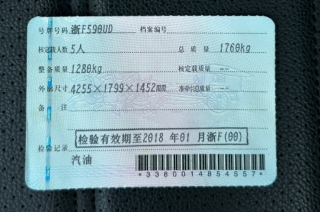 号牌号码 浙F590UD 档案编号
核定载人数 5人 总质量 1760kg
整备质量 1280kg 核定载质量 --
外廓尺寸 4255×1799×1452mm 准牵引总质量 --
备注
检验有效期至2018年01月浙F(00)
检验记录
汽油
*3380014854557*